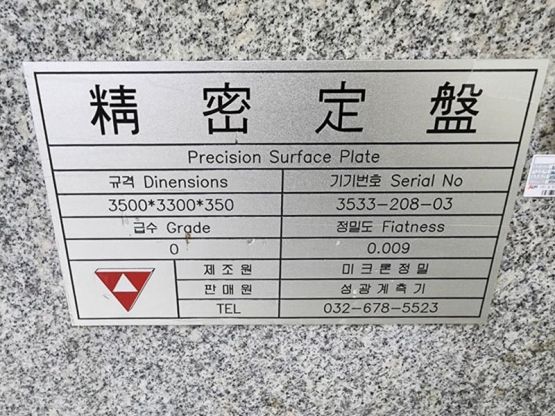 精密定盤
Precision Surface Plate
규격 Dinensions 기기번호 Serial No
3500*3300*350 3533-208-03
급수 Grade 정밀도 Fiatness
0 0.009
제조원 미크론정밀
판매원 성광계측기
TEL 032-678-5523